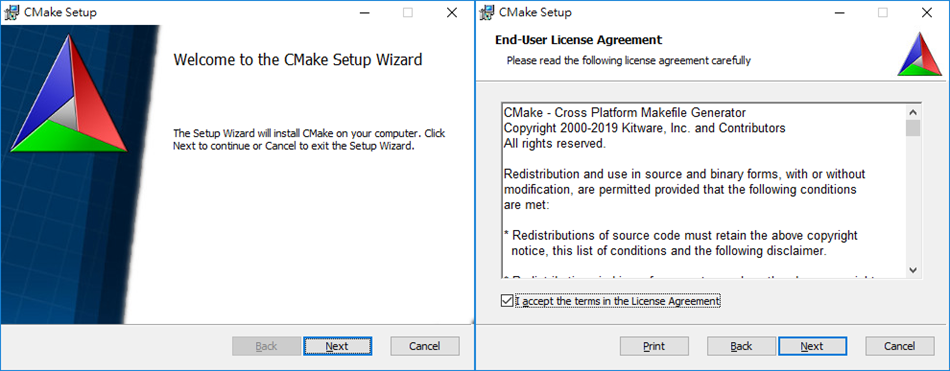 CMake Setup
Welcome to the CMake Setup Wizard
The Setup Wizard will install CMake on your computer. Click
Next to continue or Cancel to exit the Setup Wizard.
Back
Next
Cancel
CMake Setup
End-User License Agreement
Please read the following license agreement carefully
CMake - Cross Platform Makefile Generator
Copyright 2000-2019 Kitware, Inc. and Contributors
All rights reserved.
Redistribution and use in source and binary forms, with or without
modification, are permitted provided that the following conditions
are met:
* Redistributions of source code must retain the above copyright
notice, this list of conditions and the following disclaimer.
I accept the terms in the License Agreement
Print
Back
Next
Cancel